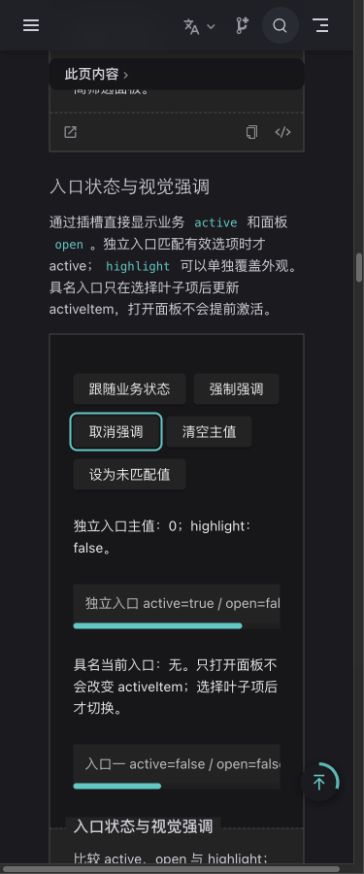 此页内容 ›
高筛选面板。
入口状态与视觉强调
通过插槽直接显示业务 active 和面板
open 。独立入口匹配有效选项时才
active；highlight 可以单独覆盖外观。
具名入口只在选择叶子项后更新
activeItem，打开面板不会提前激活。
跟随业务状态 强制强调
取消强调 清空主值
设为未匹配值
独立入口主值：0；highlight：
false。
独立入口 active=true / open=fal
具名当前入口：无。只打开面板不
会改变 activeItem；选择叶子项后
才切换。
入口一 active=false / open=fals
入口状态与视觉强调
比较 active、open 与 highlight；